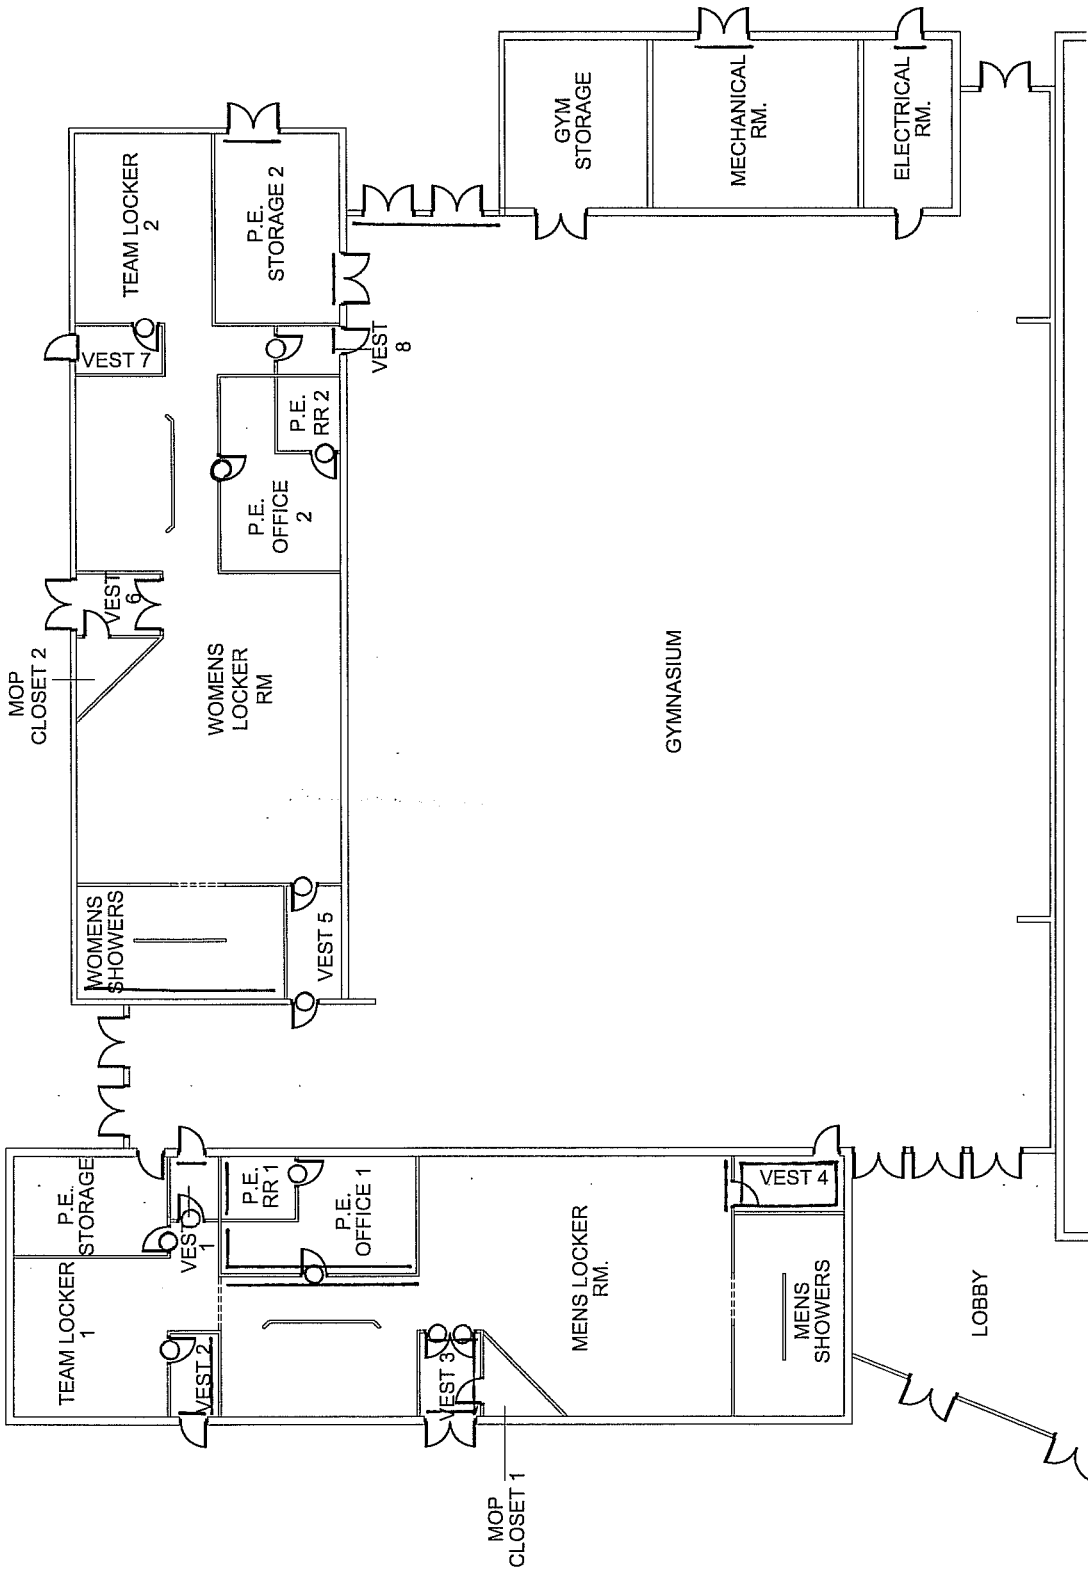 GYM
STORAGE
MECHANICAL
RM.
ELECTRICAL
RM.
TEAM LOCKER
2
P.E.
STORAGE 2
VEST 7
VEST
8
P.E.
RR 2
P.E.
OFFICE
2
VEST
6
MOP
CLOSET 2
WOMENS
LOCKER
RM
GYMNASIUM
WOMENS
SHOWERS
VEST 5
P.E.
STORAGE
TEAM LOCKER
1
VEST
1
P.E.
RR 1
P.E.
OFFICE 1
VEST 2
VEST 3
MENS LOCKER
RM.
VEST 4
MENS
SHOWERS
LOBBY
MOP
CLOSET 1